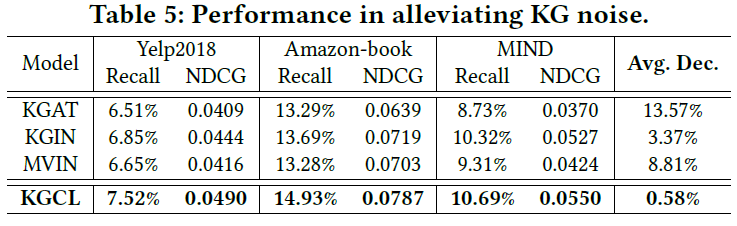 Table 5: Performance in alleviating KG noise.
Model Yelp2018 Amazon-book MIND Avg. Dec.
Recall NDCG Recall NDCG Recall NDCG
KGAT 6.51% 0.0409 13.29% 0.0639 8.73% 0.0370 13.57%
KGIN 6.85% 0.0444 13.69% 0.0719 10.32% 0.0527 3.37%
MVIN 6.65% 0.0416 13.28% 0.0703 9.31% 0.0424 8.81%
KGCL 7.52% 0.0490 14.93% 0.0787 10.69% 0.0550 0.58%